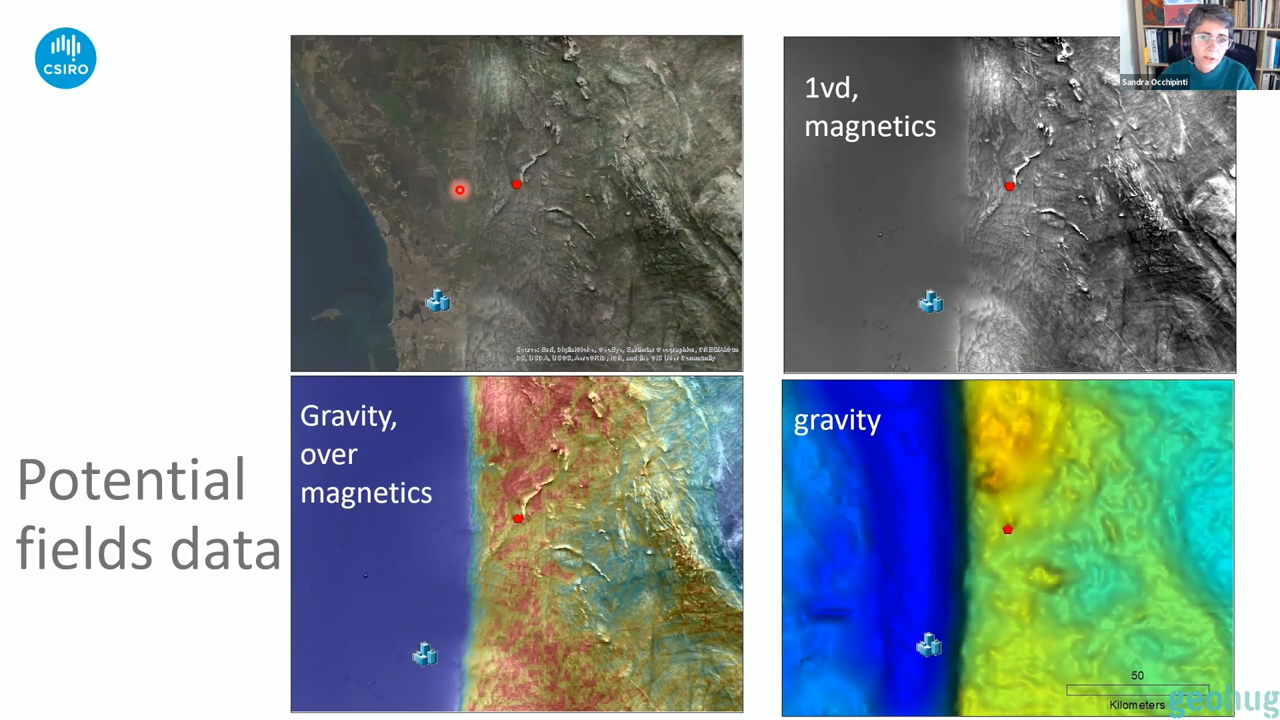 CSIRO
1vd,
magnetics
Sandra Occhipinti
Gravity,
over
magnetics
gravity
Potential
fields data
50
Kilometers
geohug